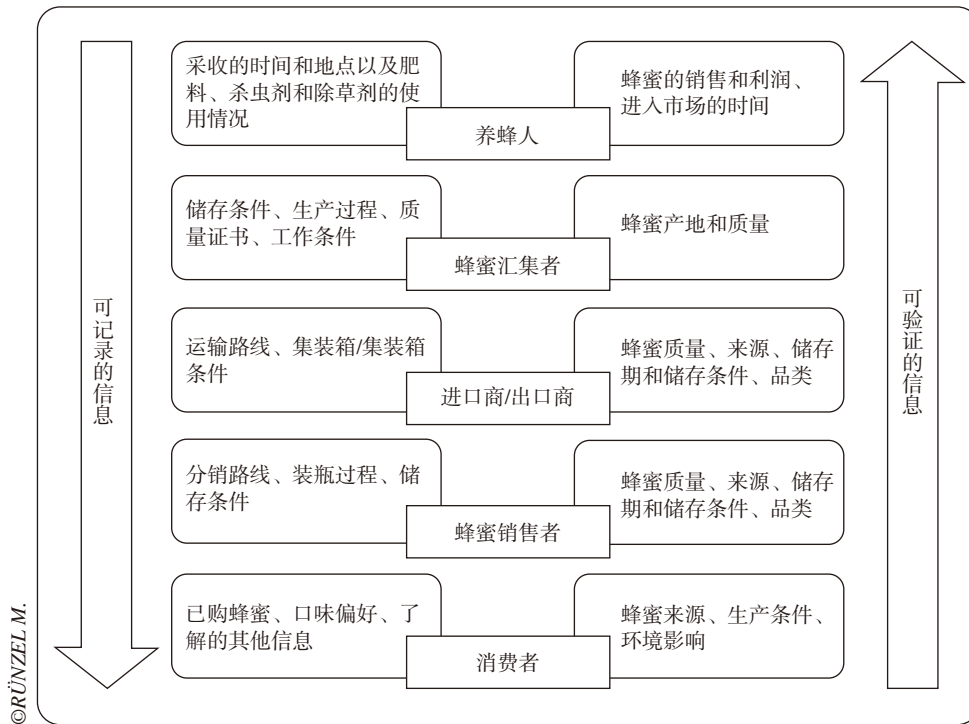 采收的时间和地点以及肥
料、杀虫剂和除草剂的使
用情况
蜂蜜的销售和利润、
进入市场的时间
养蜂人
储存条件、生产过程、质
量证书、工作条件
蜂蜜产地和质量
蜂蜜汇集者
可记录的信息
运输路线、集装箱/集装箱
条件
蜂蜜质量、来源、储存
期和储存条件、品类
进口商/出口商
可验证的信息
分销路线、装瓶过程、储
存条件
蜂蜜质量、来源、储存
期和储存条件、品类
蜂蜜销售者
已购蜂蜜、口味偏好、了
解的其他信息
蜂蜜来源、生产条件、
环境影响
消费者
©RÜNZEL M.